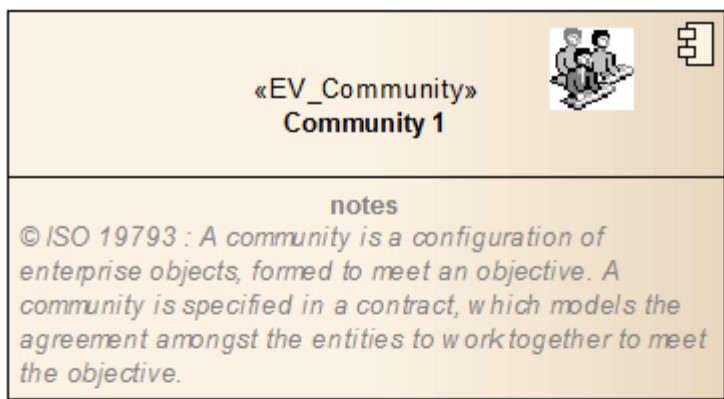 «EV_Community»
Community 1
notes
© ISO 19793 : A community is a configuration of
enterprise objects, formed to meet an objective. A
community is specified in a contract, which models the
agreement amongst the entities to work together to meet
the objective.